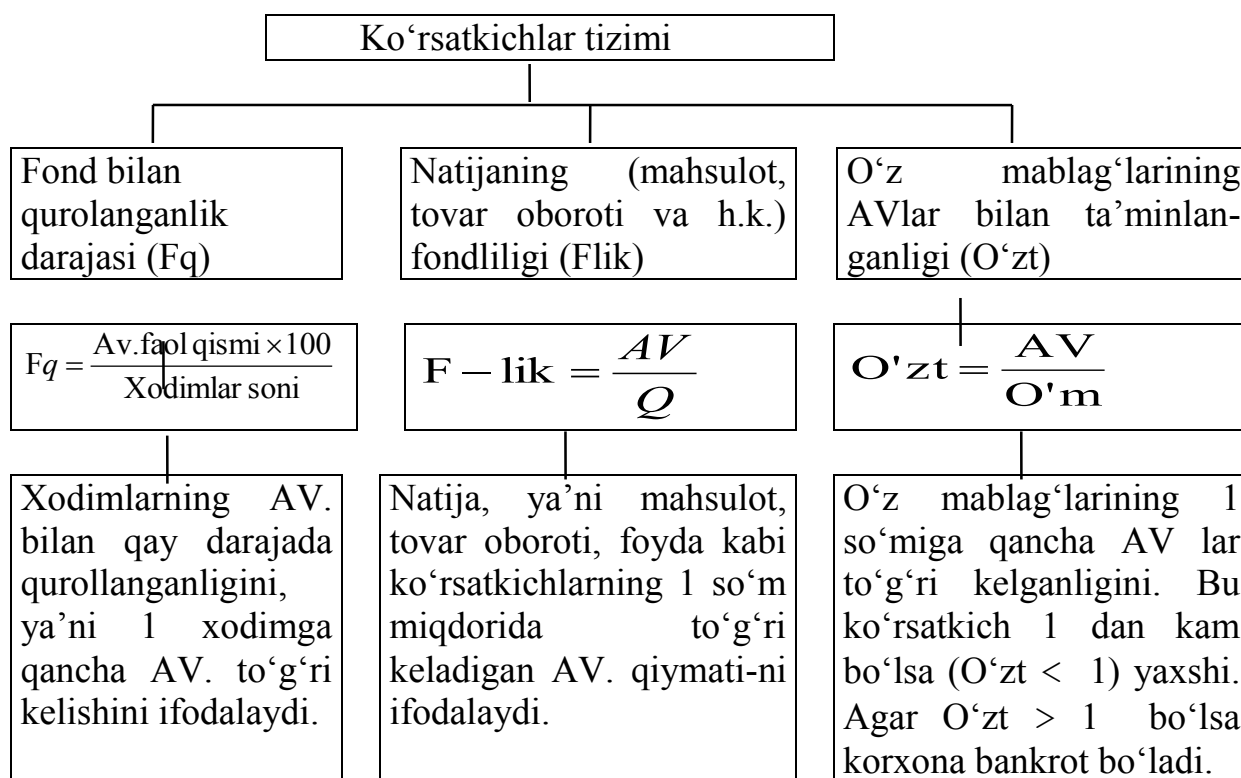 Ko‘rsatkichlar tizimi
Fond bilan
qurolanganlik
darajasi (Fq)
Natijaning (mahsulot,
tovar oboroti va h.k.)
fondliligi (Flik)
O‘z mablag‘larining
AVlar bilan ta’minlan-
ganligi (O‘zt)
Fq = Av.faol qismi × 100 / Xodimlar soni
F – lik = AV / Q
O'zt = AV / O'm
Xodimlarning AV.
bilan qay darajada
qurollanganligini,
ya’ni 1 xodimga
qancha AV. to‘g‘ri
kelishini ifodalaydi.
Natija, ya’ni mahsulot,
tovar oboroti, foyda kabi
ko‘rsatkichlarning 1 so‘m
miqdorida to‘g‘ri
keladigan AV. qiymati-ni
ifodalaydi.
O‘z mablag‘larining 1
so‘miga qancha AV lar
to‘g‘ri kelganligini. Bu
ko‘rsatkich 1 dan kam
bo‘lsa (O‘zt < 1) yaxshi.
Agar O‘zt > 1 bo‘lsa
korxona bankrot bo‘ladi.